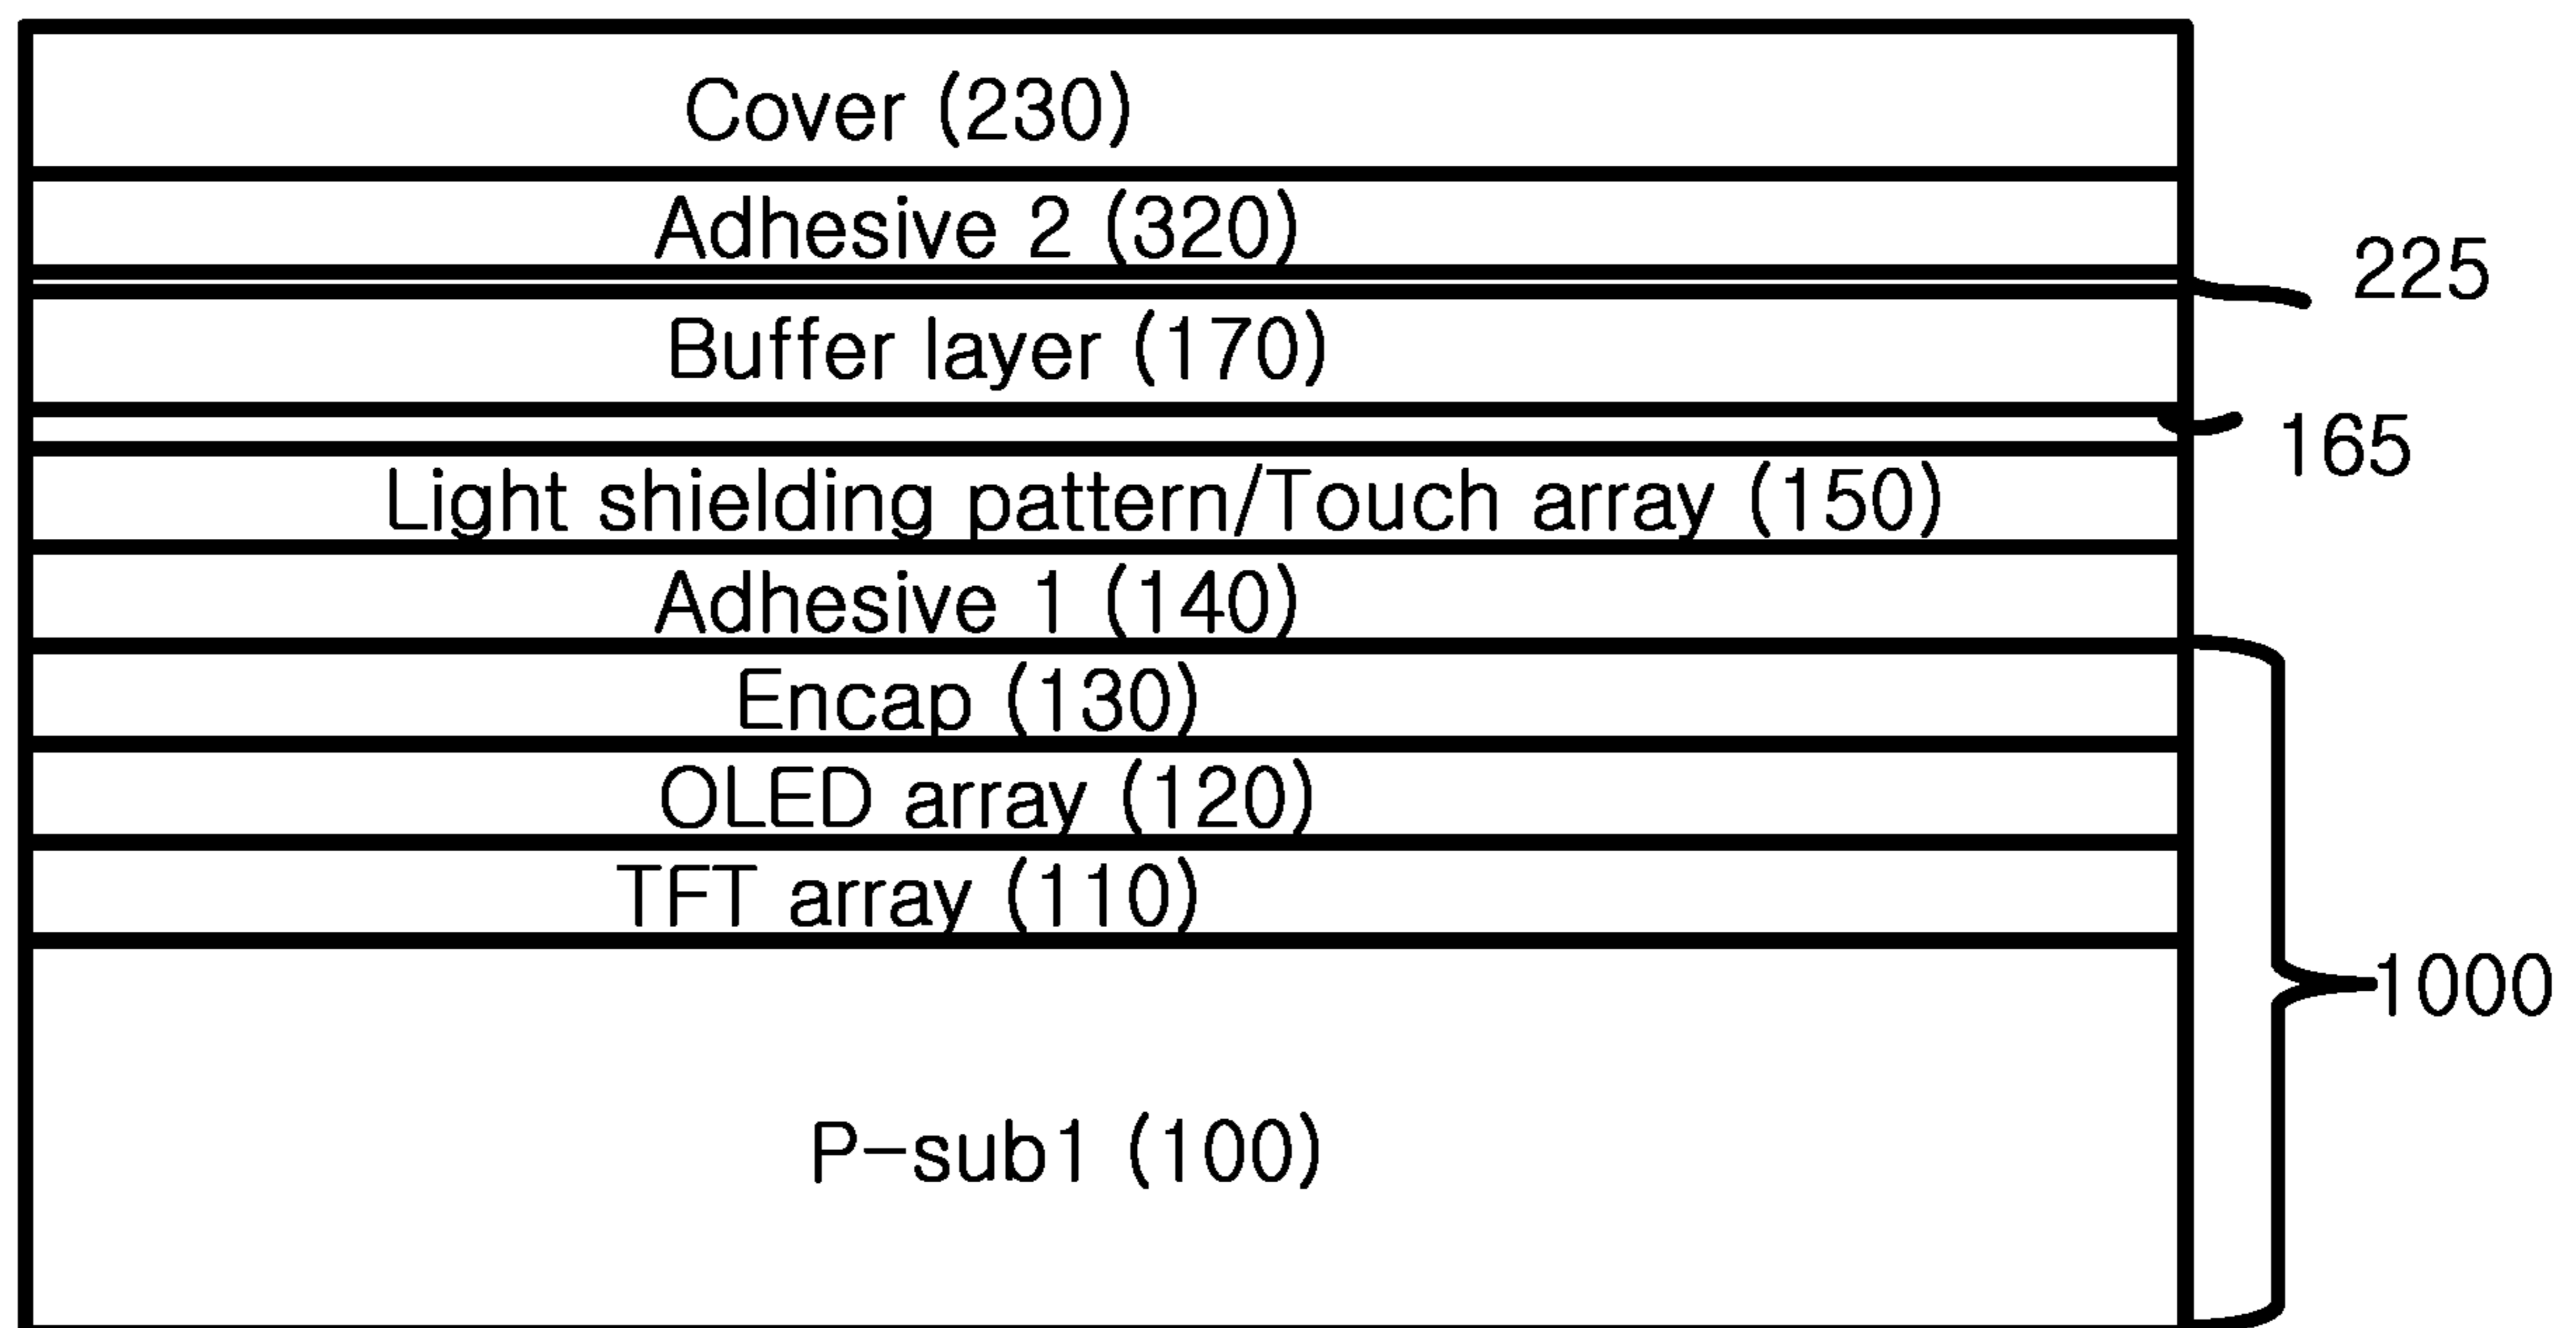 Cover (230)
Adhesive 2 (320)
225
Buffer layer (170)
165
Light shielding pattern/Touch array (150)
Adhesive 1 (140)
Encap (130)
OLED array (120)
TFT array (110)
1000
P-sub1 (100)